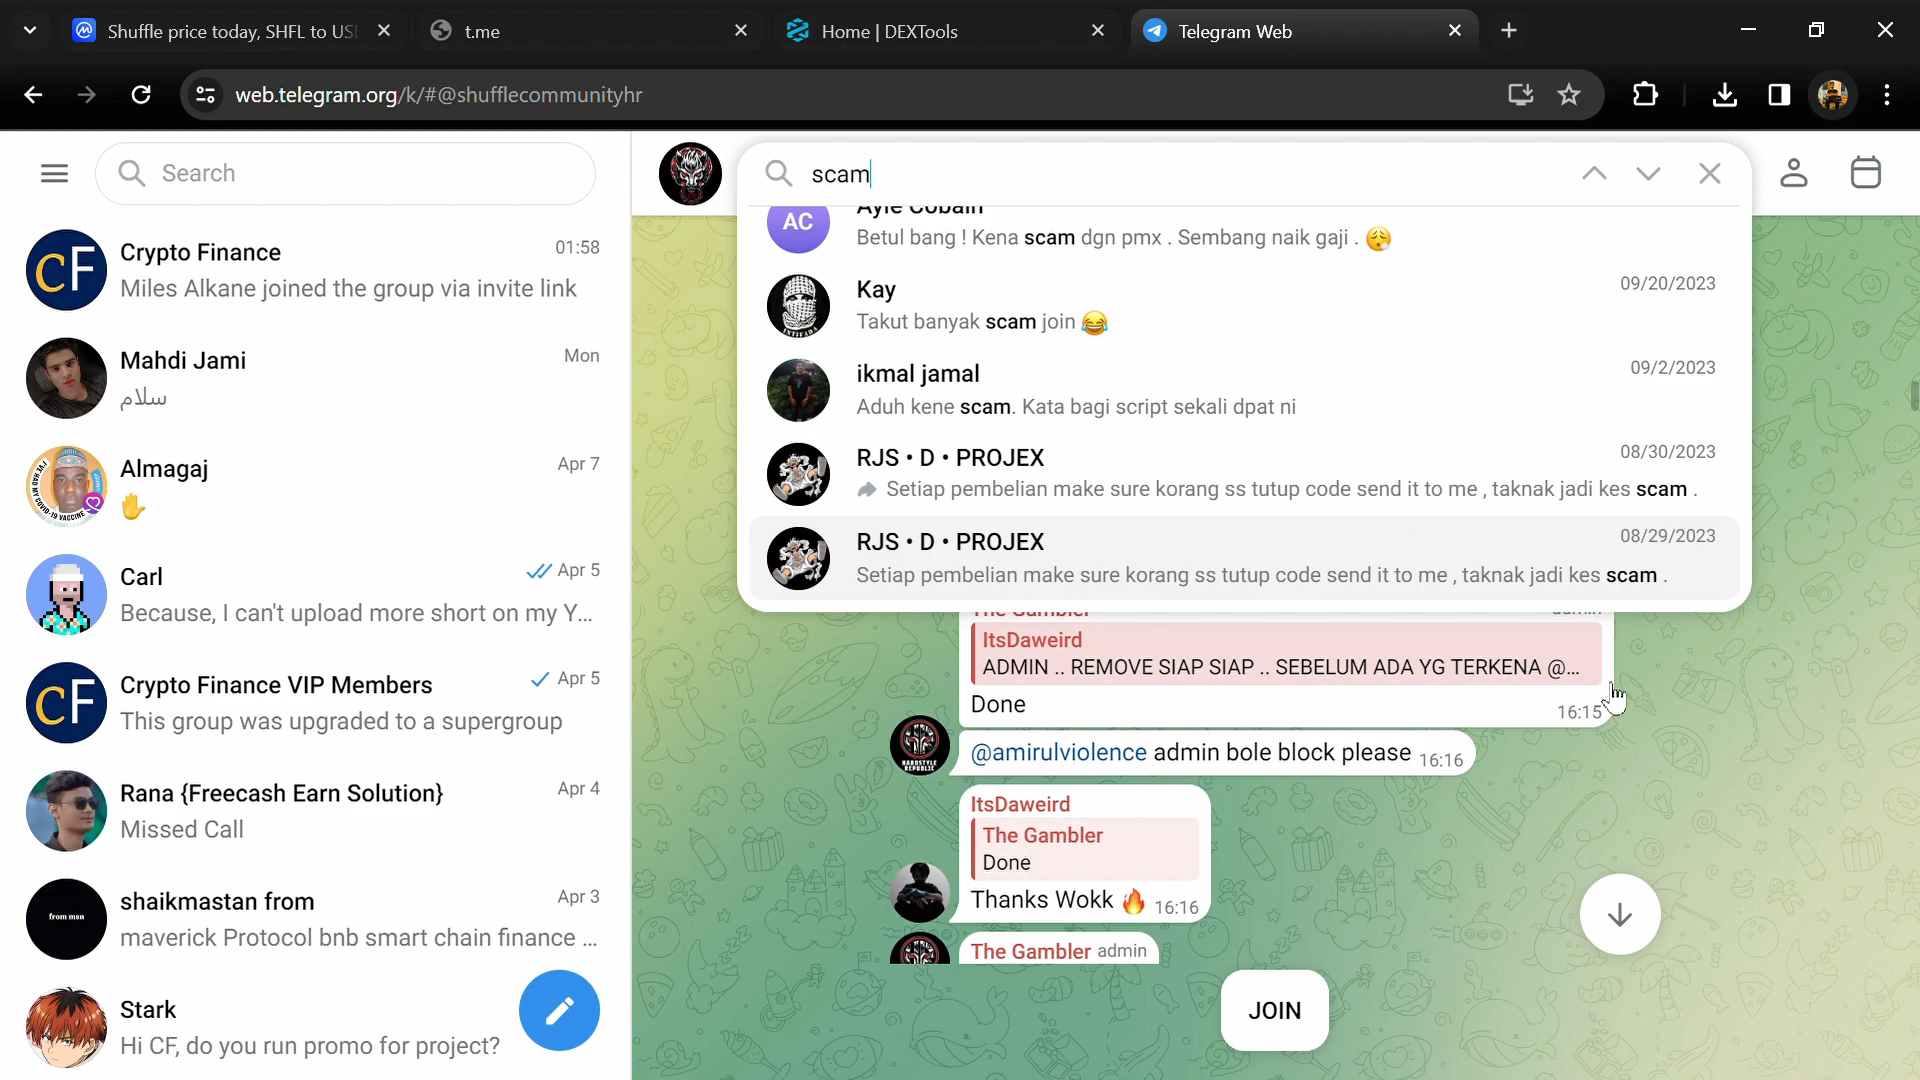 Shuffle price today, SHFL to US
t.me
Home | DEXTools
Telegram Web
web.telegram.org/k/#@shufflecommunityhr
Search
Crypto Finance 01:58
Miles Alkane joined the group via invite link
Mahdi Jami Mon
سلام
Almagaj Apr 7
Carl Apr 5
Because, I can't upload more short on my Y...
Crypto Finance VIP Members Apr 5
This group was upgraded to a supergroup
Rana {Freecash Earn Solution} Apr 4
Missed Call
shaikmastan from Apr 3
maverick Protocol bnb smart chain finance ...
Stark
Hi CF, do you run promo for project?
CF
CF
from msn
scam
AC
Ayie Cobain
Betul bang ! Kena scam dgn pmx . Sembang naik gaji .
Kay 09/20/2023
Takut banyak scam join
ikmal jamal 09/2/2023
Aduh kene scam. Kata bagi script sekali dpat ni
RJS • D • PROJEX 08/30/2023
Setiap pembelian make sure korang ss tutup code send it to me , taknak jadi kes scam .
RJS • D • PROJEX 08/29/2023
Setiap pembelian make sure korang ss tutup code send it to me , taknak jadi kes scam .
The Gambler admin
ItsDaweird
ADMIN .. REMOVE SIAP SIAP .. SEBELUM ADA YG TERKENA @...
Done 16:15
@amirulviolence admin bole block please 16:16
HARDSTYLE
REPUBLIC
ItsDaweird
The Gambler
Done
Thanks Wokk 16:16
The Gambler admin
JOIN